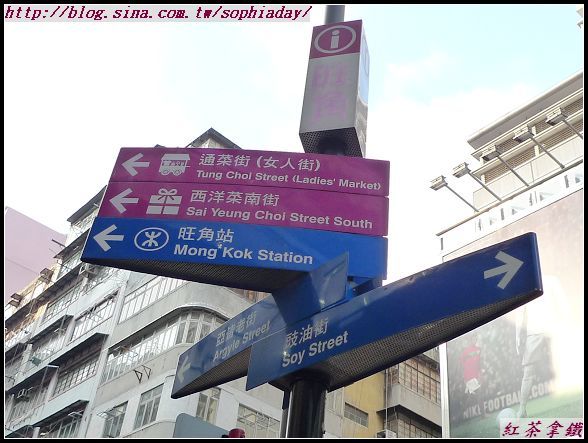 http://blog.sina.com.tw/sophiaday/
i
旺角
通菜街 (女人街)
Tung Choi Street (Ladies' Market)
西洋菜南街
Sai Yeung Choi Street South
旺角站
Mong Kok Station
亞皆老街
Argyle Street
豉油街
Soy Street
紅茶拿鐵